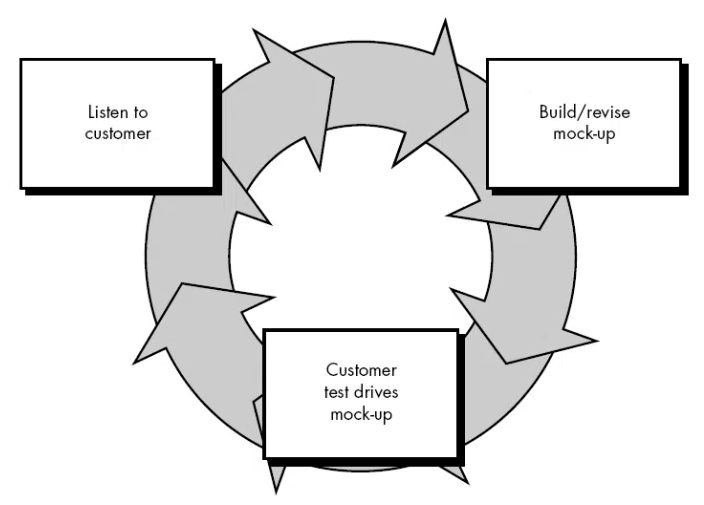 Listen to
customer
Build/revise
mock-up
Customer
test drives
mock-up